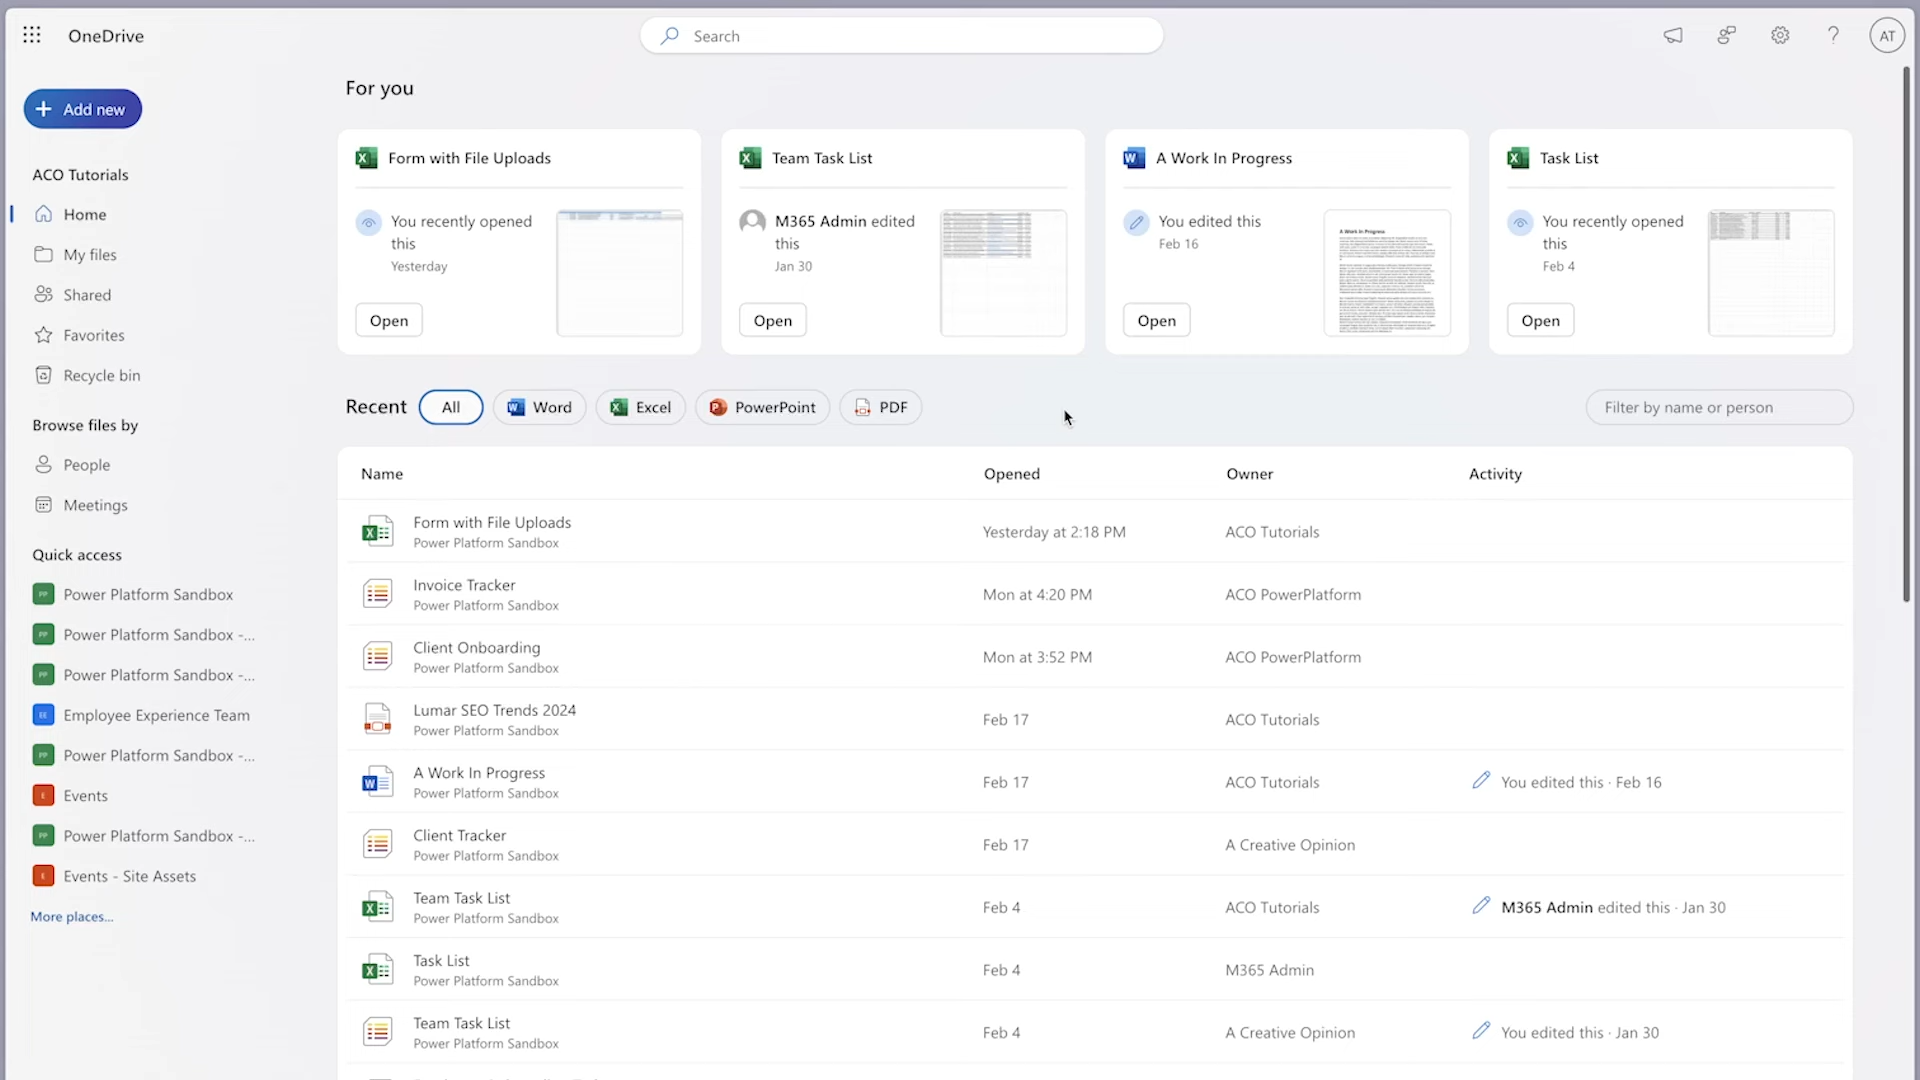 OneDrive
Search
AT
Add new
ACO Tutorials
Home
My files
Shared
Favorites
Recycle bin
Browse files by
People
Meetings
Quick access
PP Power Platform Sandbox
PP Power Platform Sandbox -...
PP Power Platform Sandbox -...
EE Employee Experience Team
PP Power Platform Sandbox -...
E Events
PP Power Platform Sandbox -...
E Events - Site Assets
More places...
For you
Form with File Uploads
You recently opened
this
Yesterday
Open
Team Task List
M365 Admin edited
this
Jan 30
Open
A Work In Progress
You edited this
Feb 16
A Work In Progress
Open
Task List
You recently opened
this
Feb 4
Open
Recent All Word Excel PowerPoint PDF Filter by name or person
Name Opened Owner Activity
Form with File Uploads
Power Platform Sandbox
Yesterday at 2:18 PM ACO Tutorials
Invoice Tracker
Power Platform Sandbox
Mon at 4:20 PM ACO PowerPlatform
Client Onboarding
Power Platform Sandbox
Mon at 3:52 PM ACO PowerPlatform
Lumar SEO Trends 2024
Power Platform Sandbox
Feb 17 ACO Tutorials
A Work In Progress
Power Platform Sandbox
Feb 17 ACO Tutorials You edited this · Feb 16
Client Tracker
Power Platform Sandbox
Feb 17 A Creative Opinion
Team Task List
Power Platform Sandbox
Feb 4 ACO Tutorials M365 Admin edited this · Jan 30
Task List
Power Platform Sandbox
Feb 4 M365 Admin
Team Task List
Power Platform Sandbox
Feb 4 A Creative Opinion You edited this · Jan 30